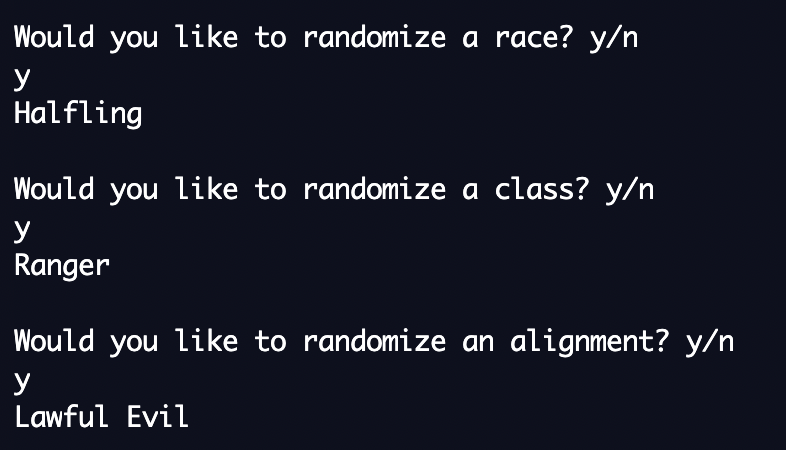 Would you like to randomize a race? y/n
y
Halfling
Would you like to randomize a class? y/n
y
Ranger
Would you like to randomize an alignment? y/n
y
Lawful Evil